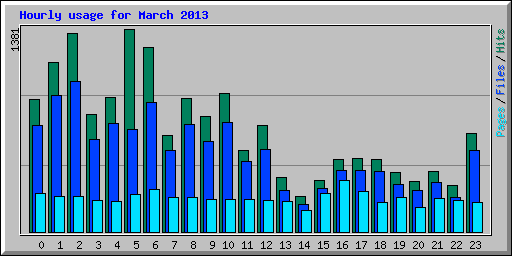 Hourly usage for March 2013
1381
Pages/Files/Hits
0 1 2 3 4 5 6 7 8 9 10 11 12 13 14 15 16 17 18 19 20 21 22 23